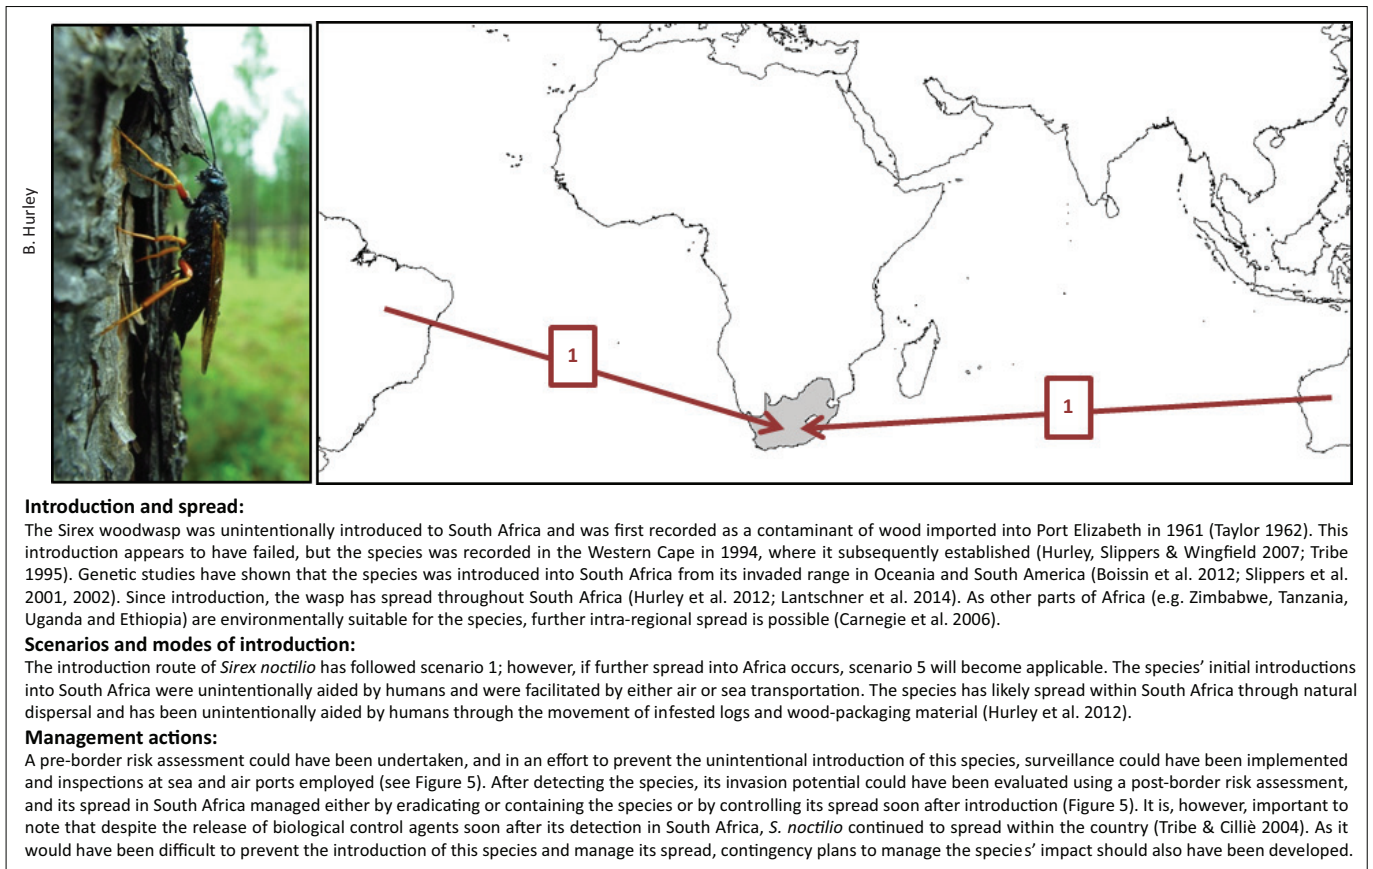 B. Hurley
1
1
Introduction and spread:
The Sirex woodwasp was unintentionally introduced to South Africa and was first recorded as a contaminant of wood imported into Port Elizabeth in 1961 (Taylor 1962). This
introduction appears to have failed, but the species was recorded in the Western Cape in 1994, where it subsequently established (Hurley, Slippers & Wingfield 2007; Tribe
1995). Genetic studies have shown that the species was introduced into South Africa from its invaded range in Oceania and South America (Boissin et al. 2012; Slippers et al.
2001, 2002). Since introduction, the wasp has spread throughout South Africa (Hurley et al. 2012; Lantschner et al. 2014). As other parts of Africa (e.g. Zimbabwe, Tanzania,
Uganda and Ethiopia) are environmentally suitable for the species, further intra-regional spread is possible (Carnegie et al. 2006).
Scenarios and modes of introduction:
The introduction route of Sirex noctilio has followed scenario 1; however, if further spread into Africa occurs, scenario 5 will become applicable. The species' initial introductions
into South Africa were unintentionally aided by humans and were facilitated by either air or sea transportation. The species has likely spread within South Africa through natural
dispersal and has been unintentionally aided by humans through the movement of infested logs and wood-packaging material (Hurley et al. 2012).
Management actions:
A pre-border risk assessment could have been undertaken, and in an effort to prevent the unintentional introduction of this species, surveillance could have been implemented
and inspections at sea and air ports employed (see Figure 5). After detecting the species, its invasion potential could have been evaluated using a post-border risk assessment,
and its spread in South Africa managed either by eradicating or containing the species or by controlling its spread soon after introduction (Figure 5). It is, however, important to
note that despite the release of biological control agents soon after its detection in South Africa, S. noctilio continued to spread within the country (Tribe & Cilliè 2004). As it
would have been difficult to prevent the introduction of this species and manage its spread, contingency plans to manage the species' impact should also have been developed.